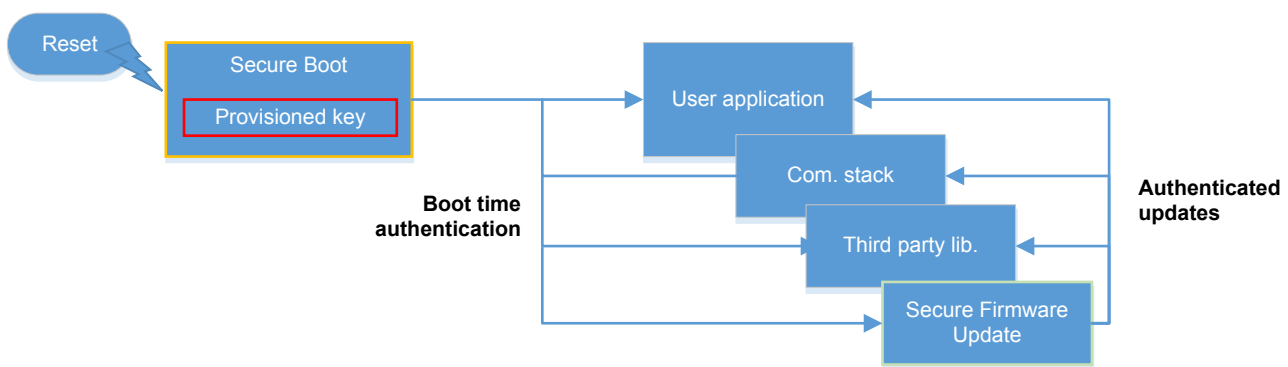 Reset
Secure Boot
Provisioned key
User application
Com. stack
Third party lib.
Secure Firmware
Update
Boot time
authentication
Authenticated
updates